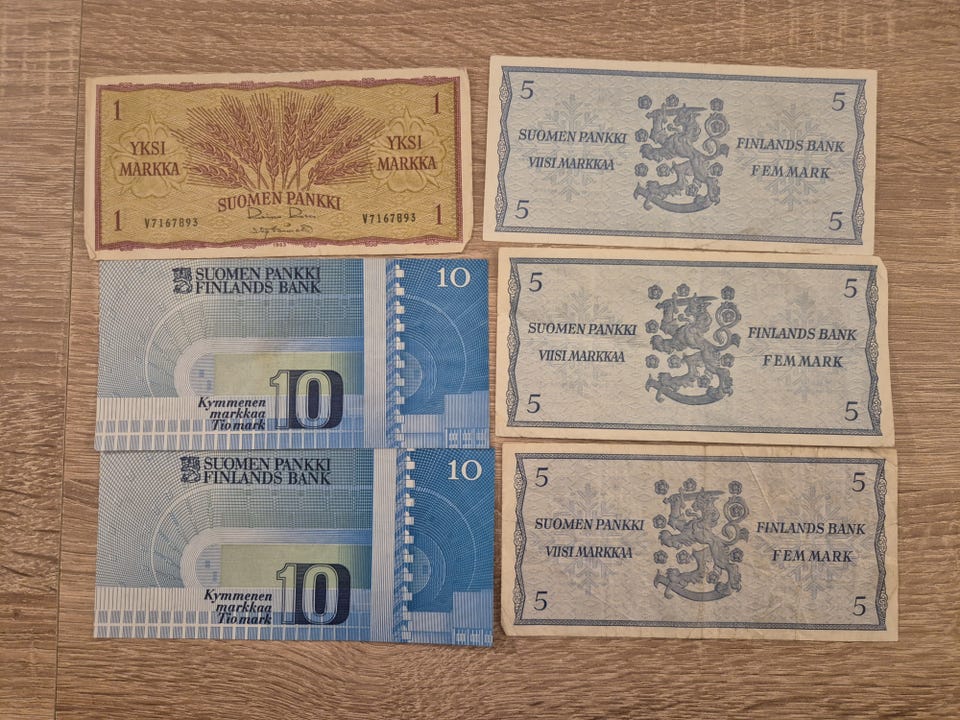 1 1
YKSI MARKKA
YKSI MARKKA
SUOMEN PANKKI
V7167893 V7167893
1 1
1963
SUOMEN PANKKI
FINLANDS BANK
10
10
Kymmenen
markkaa
Tio mark
SUOMEN PANKKI
FINLANDS BANK
10
10
Kymmenen
markkaa
Tio mark
5 5
SUOMEN PANKKI FINLANDS BANK
VIISI MARKKAA FEM MARK
5 5
5 5
SUOMEN PANKKI FINLANDS BANK
VIISI MARKKAA FEM MARK
5 5
5 5
SUOMEN PANKKI FINLANDS BANK
VIISI MARKKAA FEM MARK
5 5